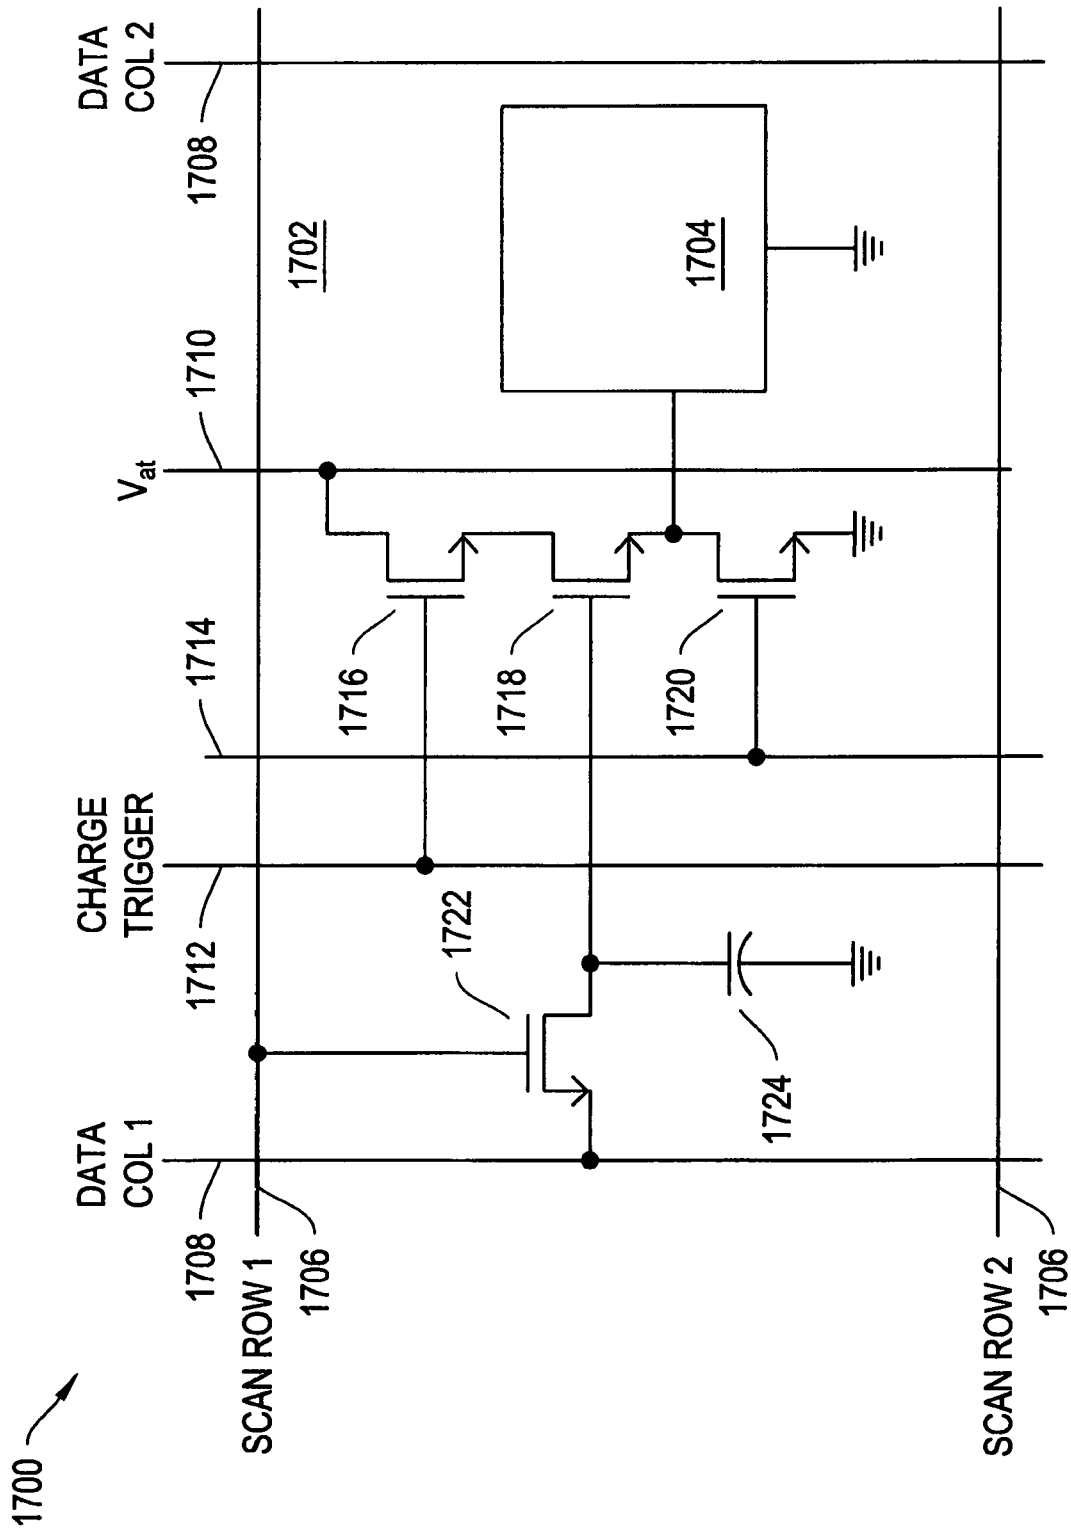 1700
DATA
COL 1
CHARGE
TRIGGER
V at
DATA
COL 2
1708
1712
1714
1710
1708
SCAN ROW 1
1706
1702
1722
1716
1718
1720
1704
1724
SCAN ROW 2
1706